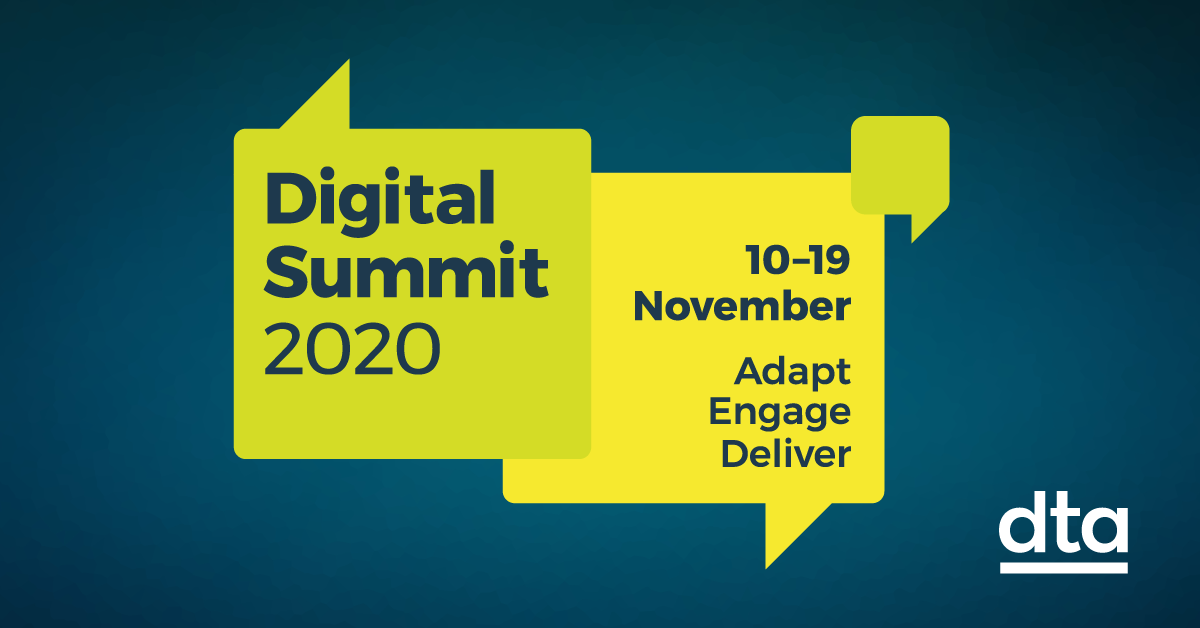 Digital
Summit
2020
10–19
November
Adapt
Engage
Deliver
dta